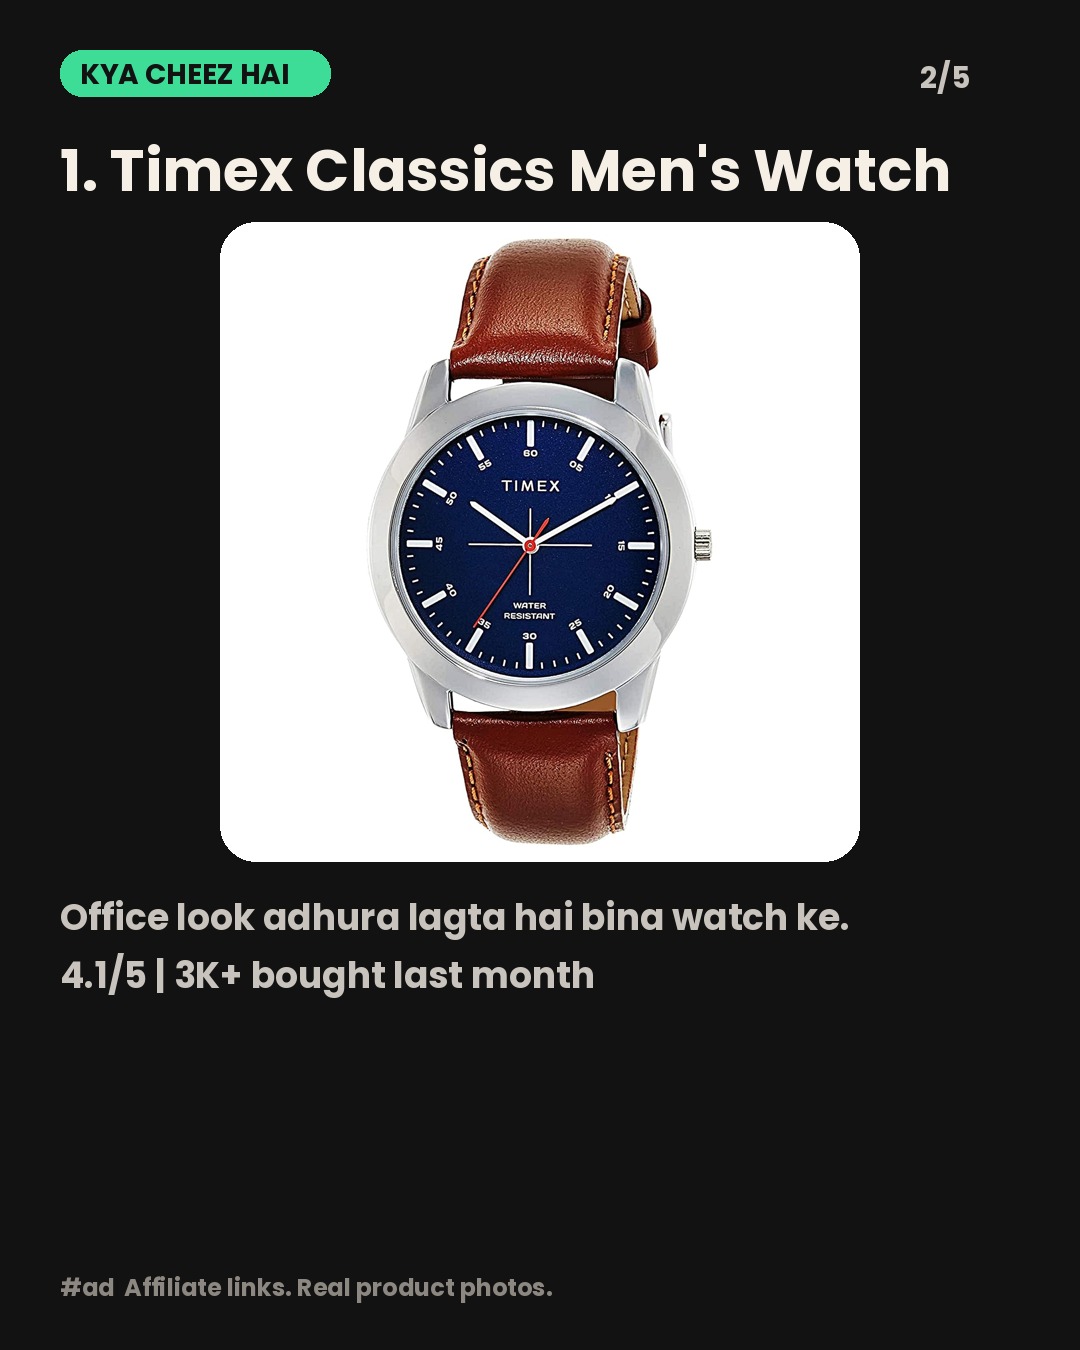 KYA CHEEZ HAI
2/5
1. Timex Classics Men's Watch
60
55
05
50
TIMEX
45
15
40
20
WATER
RESISTANT
35
25
30
Office look adhura lagta hai bina watch ke.
4.1/5 | 3K+ bought last month
#ad Affiliate links. Real product photos.